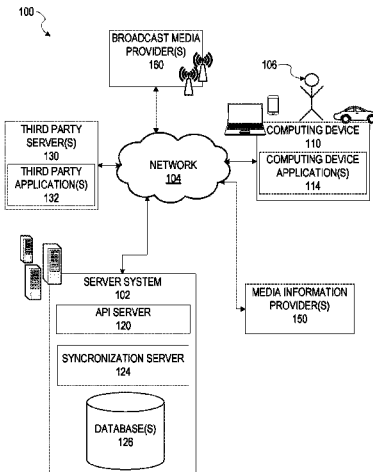 100
BROADCAST MEDIA
PROVIDER(S)
160
106
THIRD PARTY
SERVER(S)
130
THIRD PARTY
APPLICATION(S)
132
NETWORK
104
COMPUTING DEVICE
110
COMPUTING DEVICE
APPLICATION(S)
114
SERVER SYSTEM
102
API SERVER
120
SYNCRONIZATION SERVER
124
DATABASE(S)
126
MEDIA INFORMATION
PROVIDER(S)
150